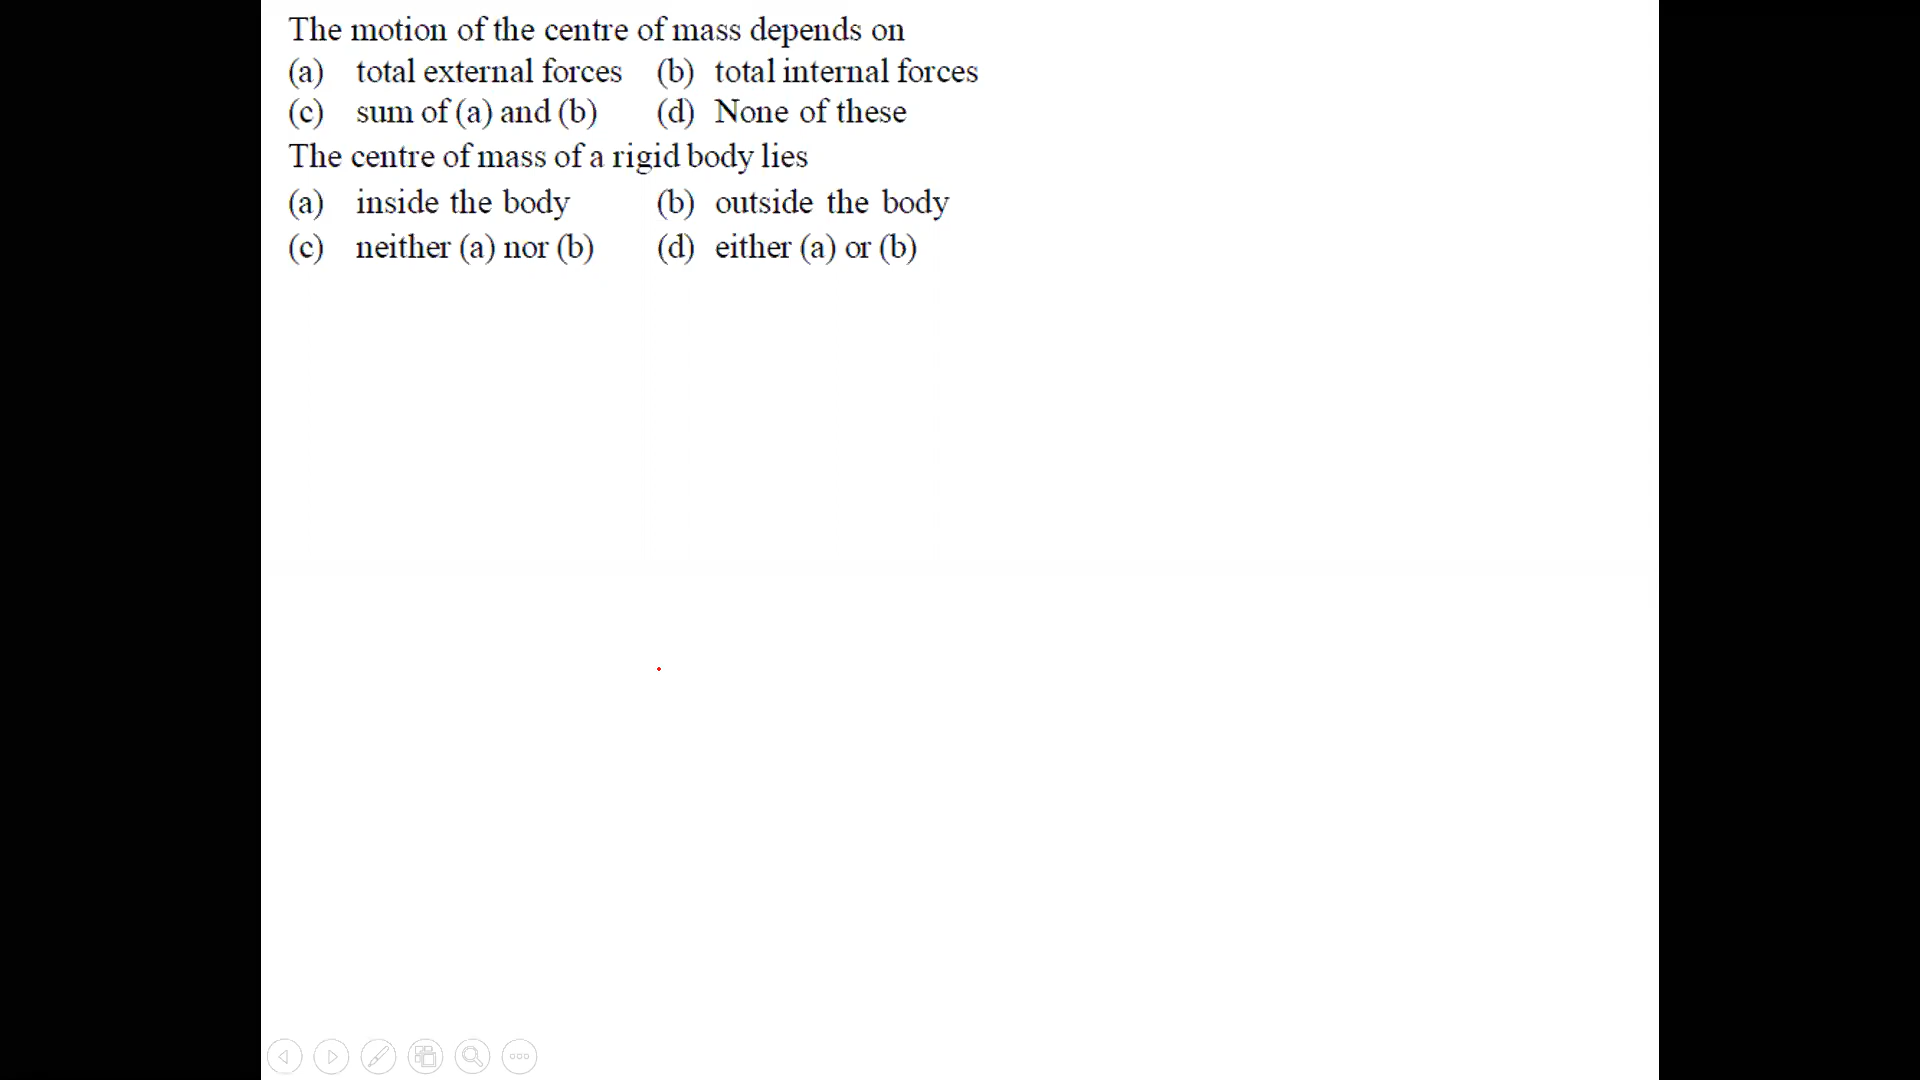 The motion of the centre of mass depends on
(a) total external forces (b) total internal forces
(c) sum of (a) and (b) (d) None of these
The centre of mass of a rigid body lies
(a) inside the body (b) outside the body
(c) neither (a) nor (b) (d) either (a) or (b)